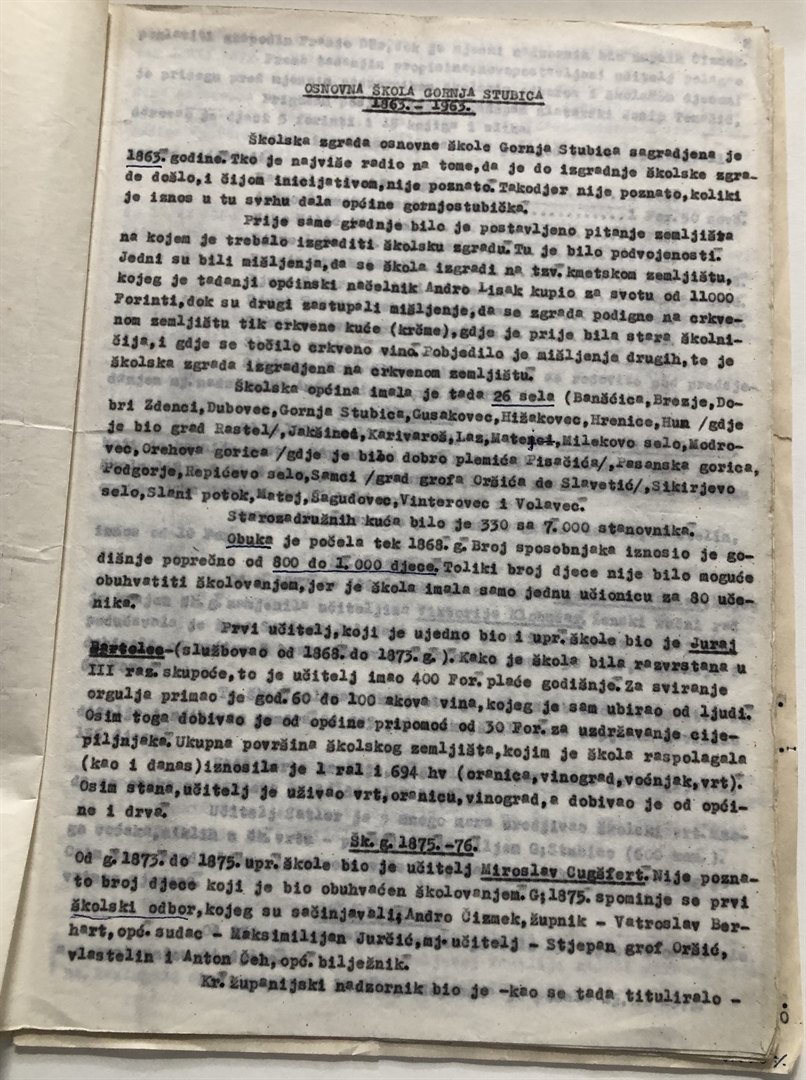 OSNOVNA ŠKOLA GORNJA STUBICA
1863.- 1963.
Školska zgrada osnovne škole Gornja Stubica sagradjena je
1863. godine. Tko je najviše radio na tome,da je do izgradnje školske zgra-
de došlo,i čijom inicijativom,nije poznato. Takodjer nije poznato,koliki
je iznos u tu svrhu dala općine gornjostubička.
Prije same gradnje bilo je postavljeno pitanje zemljišta
na kojem je trebalo izgraditi školsku zgradu. Tu je bilo podvojenosti.
Jedni su bili mišljenja,da se škola izgradi na tzv. kmetskom zemljištu,
kojeg je tadanji općinski načelnik Andro Lisak kupio za svotu od 11000
Forinti,dok su drugi zastupali mišljenje,da se zgrada podigne na crkve-
nom zemljištu tik crkvene kuće (krčme),gdje je prije bila stara školni-
čija,i gdje se točilo crkveno vino. Pobjedilo je mišljenje drugih,te je
školska zgrada izgradjena na crkvenom zemljištu.
Školska općina imala je tada 26 sela (Banšćica,Brezje,Do-
bri Zdenci,Dubovec,Gornja Stubica,Gusakovec,Hižakovec,Hrenice,Hum /gdje
je bio grad Rastel/,Jakšinec,Karivaroš,Laz,Matenci,Milekovo selo,Modro-
vec,Orehova gorica /gdje je bilo dobro plemića Pisačića/,Pasanska gorica,
Podgorje,Repićevo selo,Samci /grad grofa Oršića de Slavetić/,Sikirjevo
selo,Slani potok,Matej,Šagudovec,Vinterovec i Volavec.
Starozadružnih kuća bilo je 330 sa 7.000 stanovnika.
Obuka je počela tek 1868.g. Broj sposobnjaka iznosio je go-
dišnje poprečno od 800 do 1.000 djece. Toliki broj djece nije bilo moguće
obuhvatiti školovanjem,jer je škola imala samo jednu učionicu za 80 uče-
nika.
Prvi učitelj,koji je ujedno bio i upr. škole bio je Juraj
Bartolec-(službovao od 1868. do 1873.g.). Kako je škola bila razvrstana u
III raz. skupoće,to je učitelj imao 400 For. plaće godišnje. Za sviranje
orgulja primao je god. 60 do 100 akova vina,kojeg je sam ubirao od ljudi.
Osim toga dobivao je od općine pripomoć od 30 For. za uzdržavanje cije-
piljnjaka. Ukupna površina školskog zemljišta,kojim je škola raspolagala
(kao i danas)iznosila je 1 ral i 694 hv (oranica,vinograd,voćnjak,vrt).
Osim stana,učitelj je uživao vrt,oranicu,vinograd,a dobivao je od opći-
ne i drva.
Šk.g.1875.-76.
Od g.1873. do 1875. upr. škole bio je učitelj Miroslav Cugšfert. Nije pozna-
to broj djece koji je bio obuhvaćen školovanjem. G;1875. spominje se prvi
školski odbor,kojeg su sačinjavali; Andro Čizmek,župnik - Vatroslav Ber-
hart,opć. sudac - Maksimilijan Jurčić,mj. učitelj - Stjepan grof Oršić,
vlastelin i Anton Čeh,opć. bilježnik.
Kr. županijski nadzornik bio je -kao se tada tituliralo -